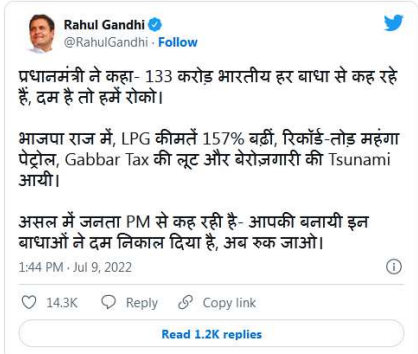 Rahul Gandhi
@RahulGandhi · Follow
प्रधानमंत्री ने कहा- 133 करोड़ भारतीय हर बाधा से कह रहे
हैं, दम है तो हमें रोको।
भाजपा राज में, LPG कीमतें 157% बढ़ीं, रिकॉर्ड-तोड़ महंगा
पेट्रोल, Gabbar Tax की लूट और बेरोज़गारी की Tsunami
आयी।
असल में जनता PM से कह रही है- आपकी बनायी इन
बाधाओं ने दम निकाल दिया है, अब रुक जाओ।
1:44 PM · Jul 9, 2022
14.3K Reply Copy link
Read 1.2K replies